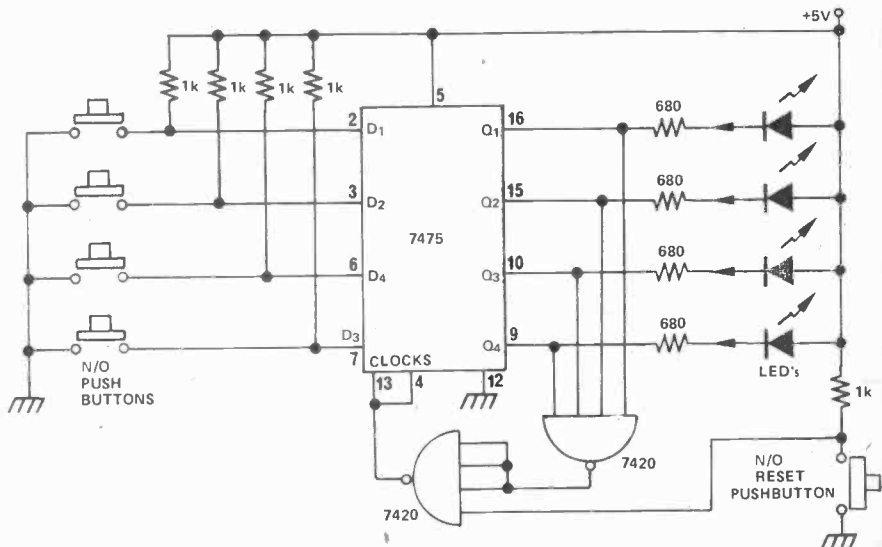 +5V
1k 1k 1k 1k
5
2 D1
16 Q1
680
3 D2
15 Q2
680
7475
6 D4
10 Q3
680
D3
7
9 Q4
680
CLOCKS
13 4 12
LED's
N/O
PUSH
BUTTONS
1k
7420
N/O
RESET
PUSHBUTTON
7420